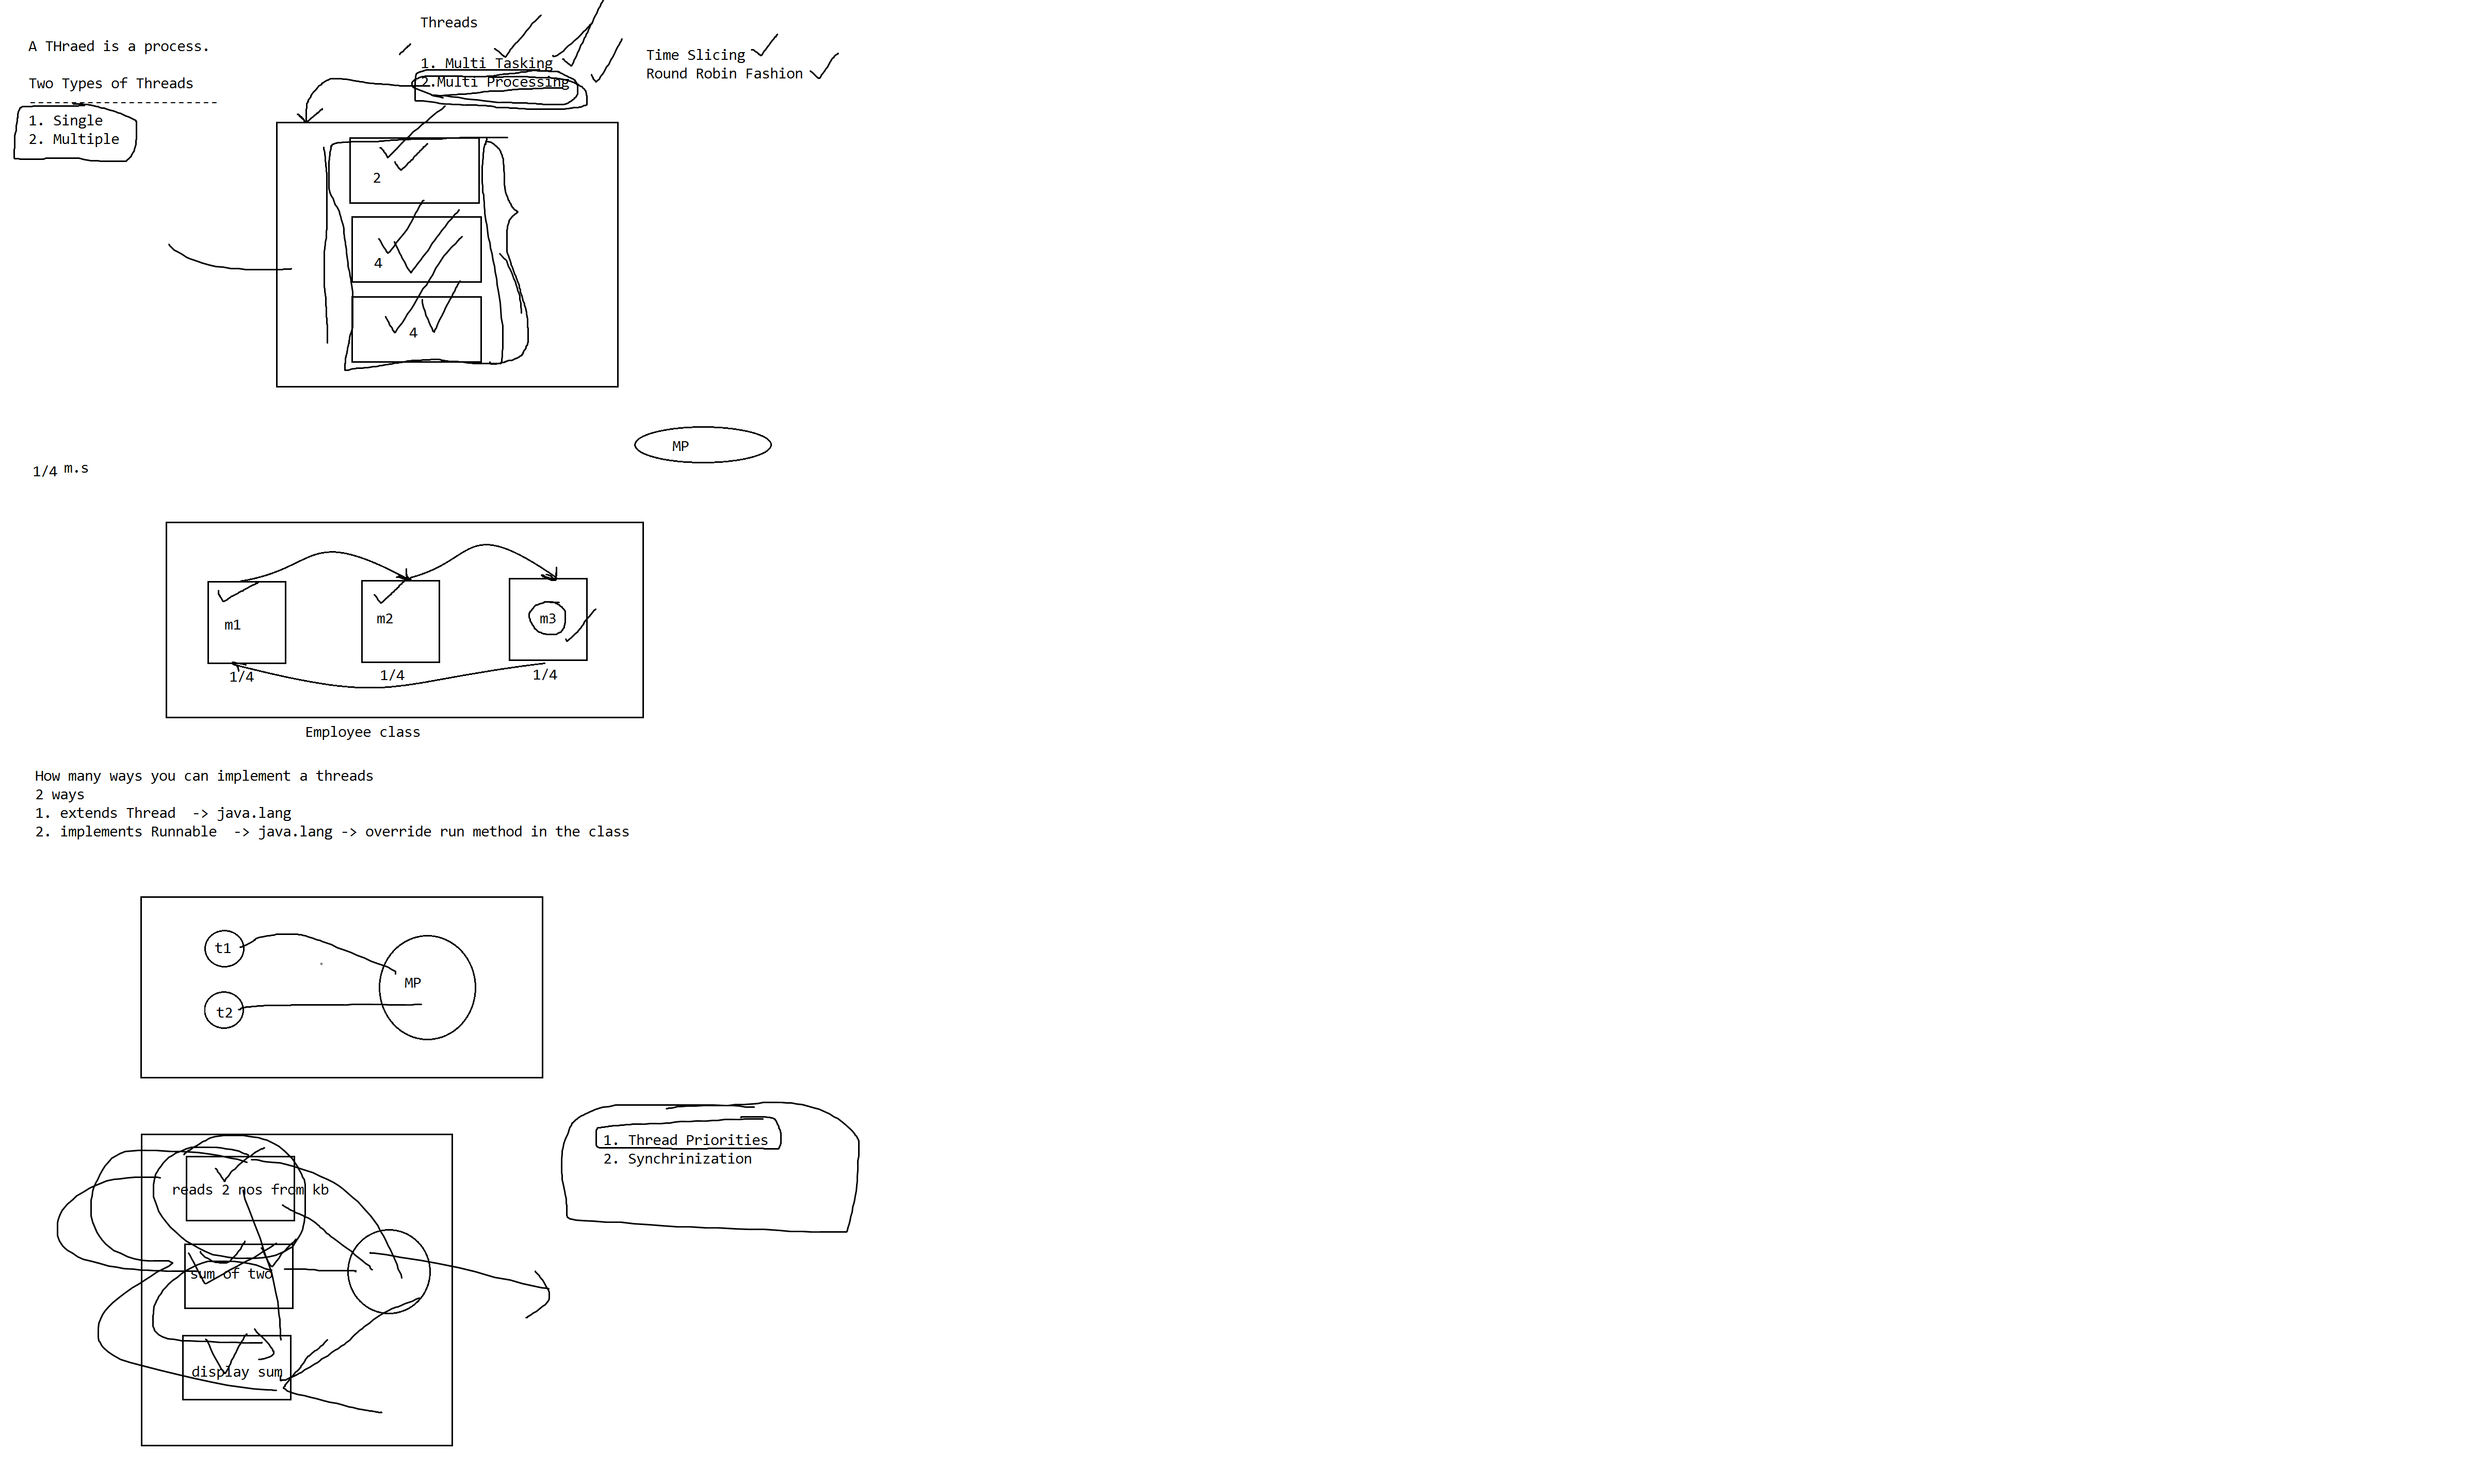 Threads
A THraed is a process.
Two Types of Threads
-----------------------
1. Single
2. Multiple
1. Multi Tasking
2.Multi Processing
Time Slicing
Round Robin Fashion
2
4
4
MP
1/4 m.s
m1
m2
m3
1/4
1/4
1/4
Employee class
How many ways you can implement a threads
2 ways
1. extends Thread  -> java.lang
2. implements Runnable  -> java.lang -> override run method in the class
t1
MP
t2
1. Thread Priorities
2. Synchrinization
reads 2 nos from kb
sum of two
display sum